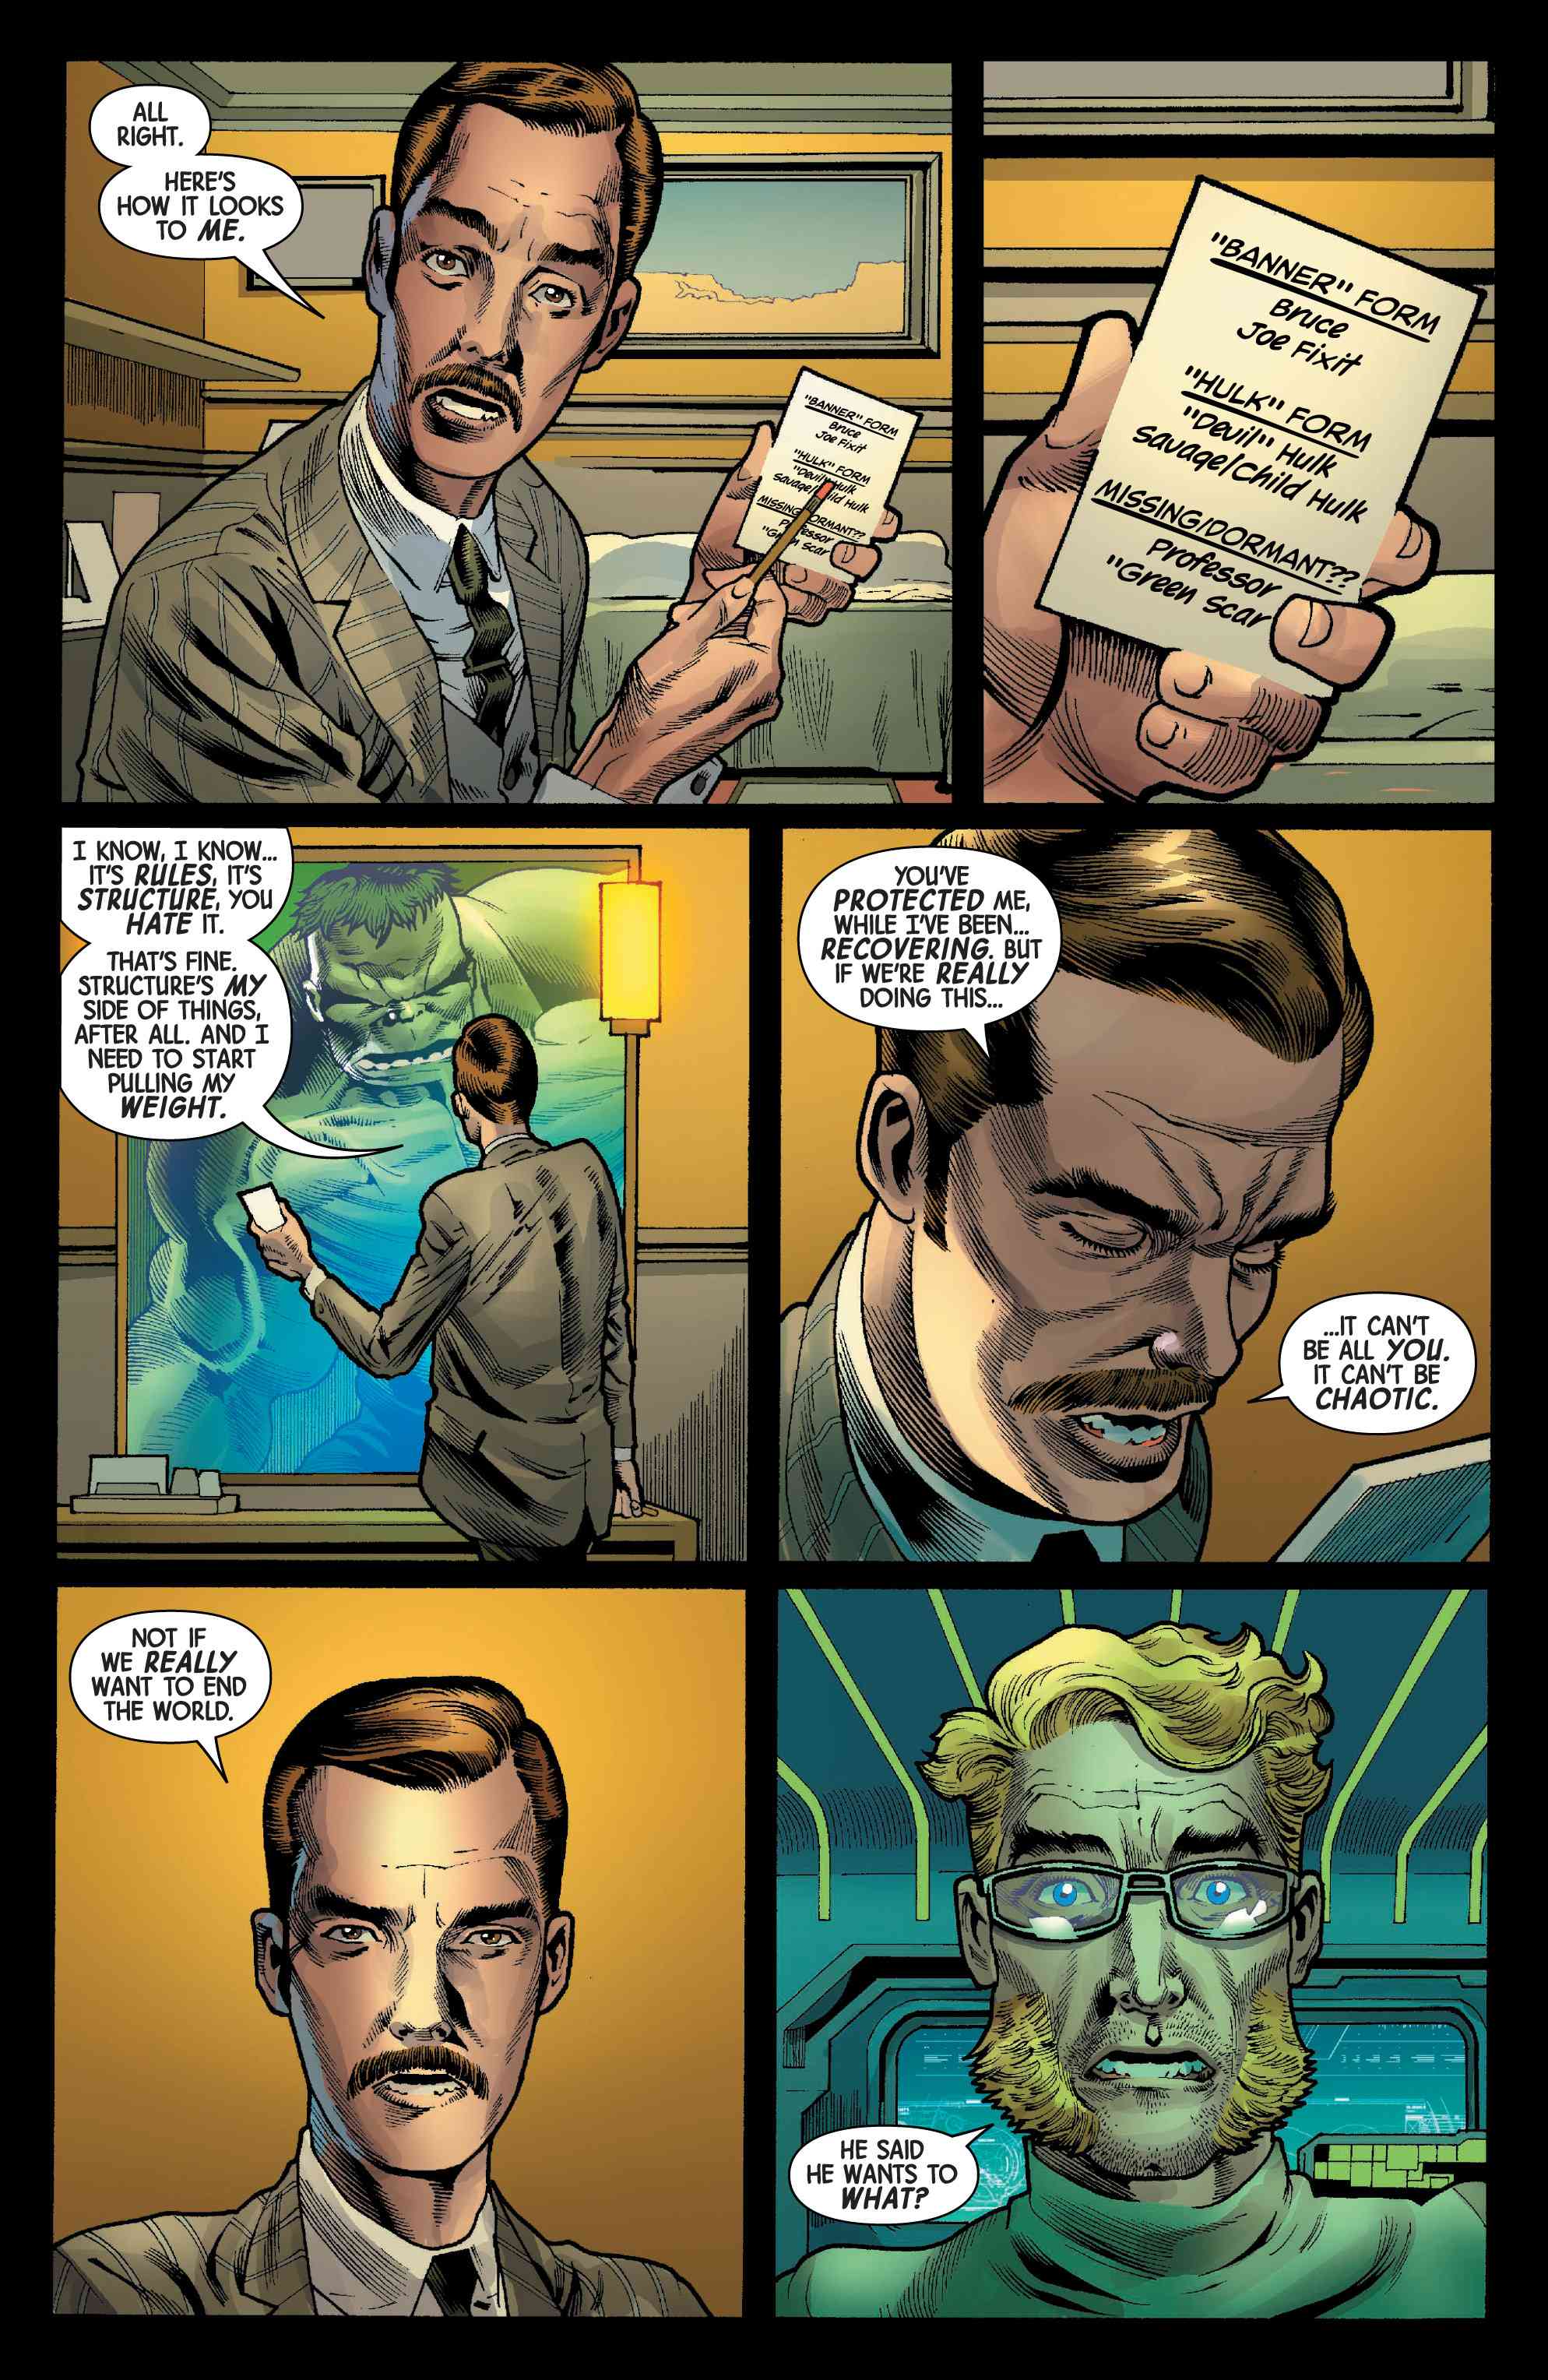 ALL
RIGHT.
HERE'S
HOW IT LOOKS
TO ME.
"BANNER" FORM
Bruce
Joe Fixit
"HULK" FORM
"Devil" Hulk
Savage/Child Hulk
MISSING/DORMANT??
Professor
"Green Scar
"BANNER" FORM
Bruce
Joe Fixit
"HULK" FORM
"Devil" Hulk
Savage/Child Hulk
MISSING/DORMANT??
Professor
"Green Scar
I KNOW, I KNOW...
IT'S RULES, IT'S
STRUCTURE, YOU
HATE IT.
THAT'S FINE.
STRUCTURE'S MY
SIDE OF THINGS,
AFTER ALL. AND I
NEED TO START
PULLING MY
WEIGHT.
YOU'VE
PROTECTED ME,
WHILE I'VE BEEN...
RECOVERING. BUT
IF WE'RE REALLY
DOING THIS...
...IT CAN'T
BE ALL YOU.
IT CAN'T BE
CHAOTIC.
NOT IF
WE REALLY
WANT TO END
THE WORLD.
HE SAID
HE WANTS TO
WHAT?